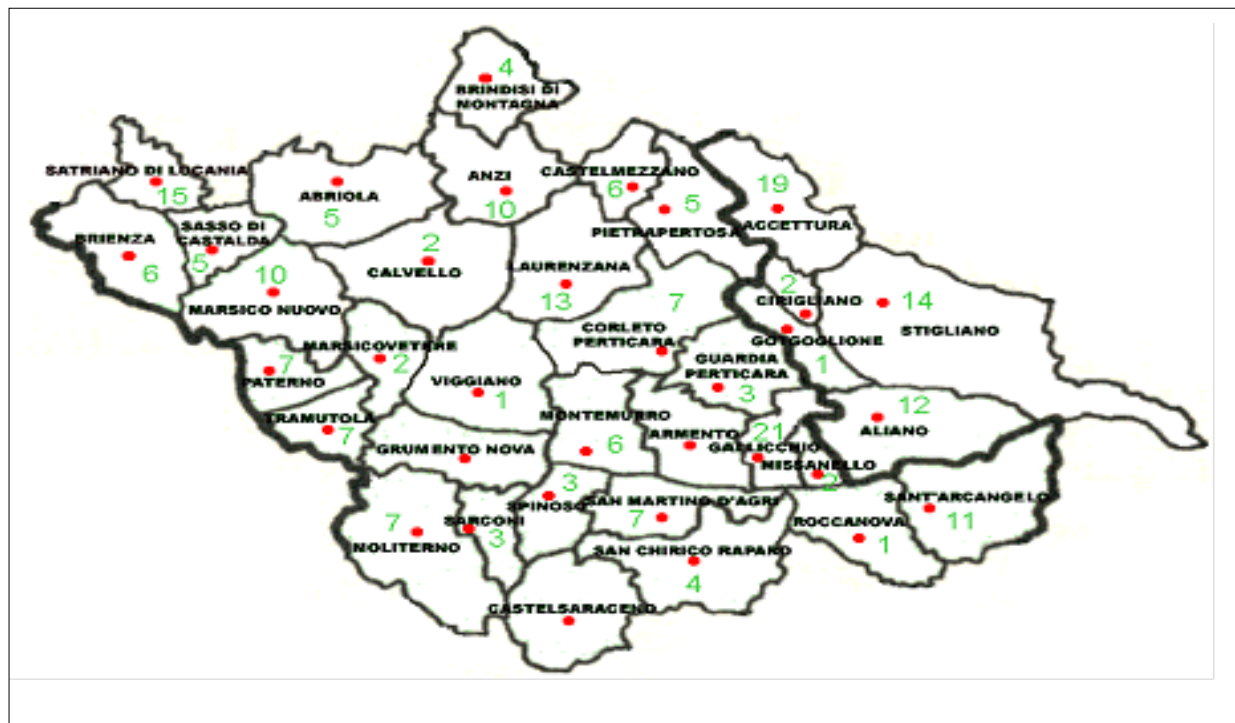 4
BRINDISI DI
MONTAGNA
SATRIANO DI LUCANIA
15
ABRIOLA
5
ANZI
10
CASTELMEZZANO
6
5
PIETRAPERTOSA
19
ACCETTURA
BRIENZA
6
SASSO DI
CASTALDA
5
10
MARSICO NUOVO
2
CALVELLO
LAURENZANA
13
7
CORLETO
PERTICARA
2
CIRIGLIANO
14
STIGLIANO
GOTGOGLIONE
1
MARSICOVETERE
2
7
PATERNO
VIGGIANO
1
GUARDIA
PERTICARA
3
12
ALIANO
TRAMUTOLA
7
GRUMENTO NOVA
MONTEMURRO
6
ARMENTO
21
GALLICCHIO
MISSANELLO
2
SANT'ARCANGELO
11
7
MOLITERNO
SARCONI
3
3
SPINOSO
SAN MARTINO D'AGRI
7
ROCCANOVA
1
SAN CHIRICO RAPARO
4
CASTELSARACENO